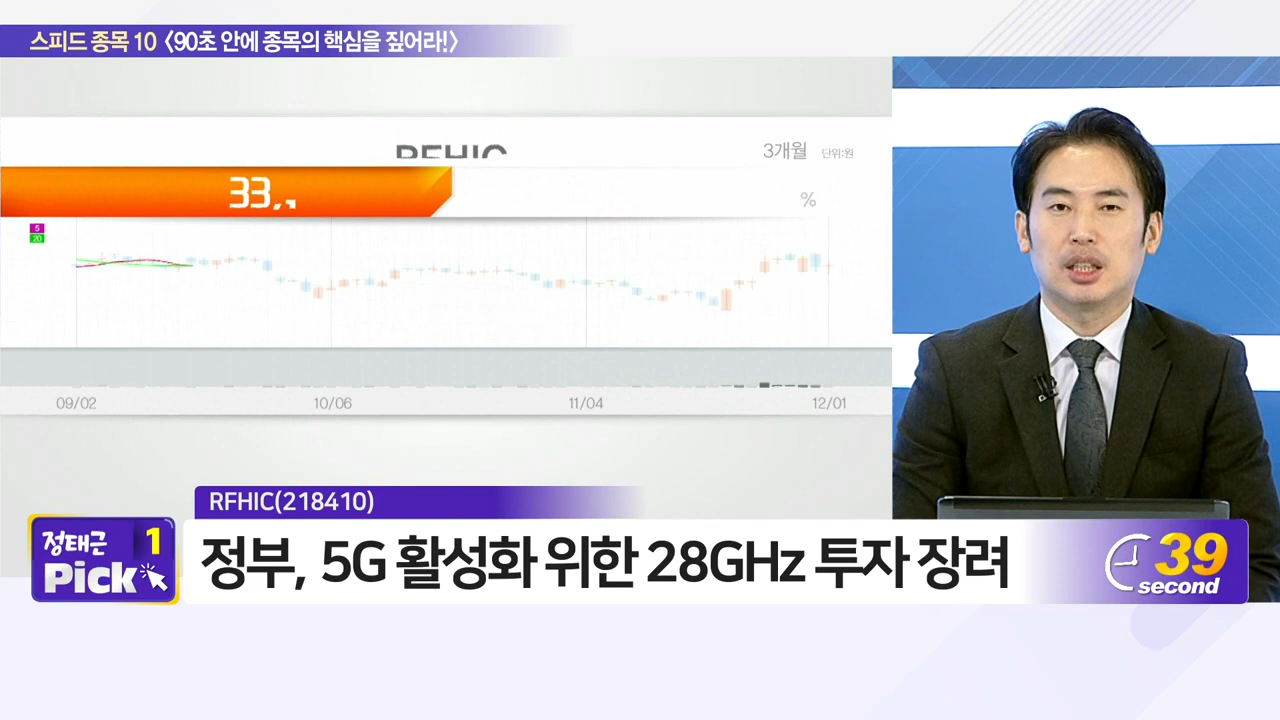 스피드 종목 10 〈90초 안에 종목의 핵심을 짚어라!〉
RFHIC
3개월 단위:원
33,
%
5
20
09/02 10/06 11/04 12/01
RFHIC(218410)
정태근 1
Pick
정부, 5G 활성화 위한 28GHz 투자 장려
39
second